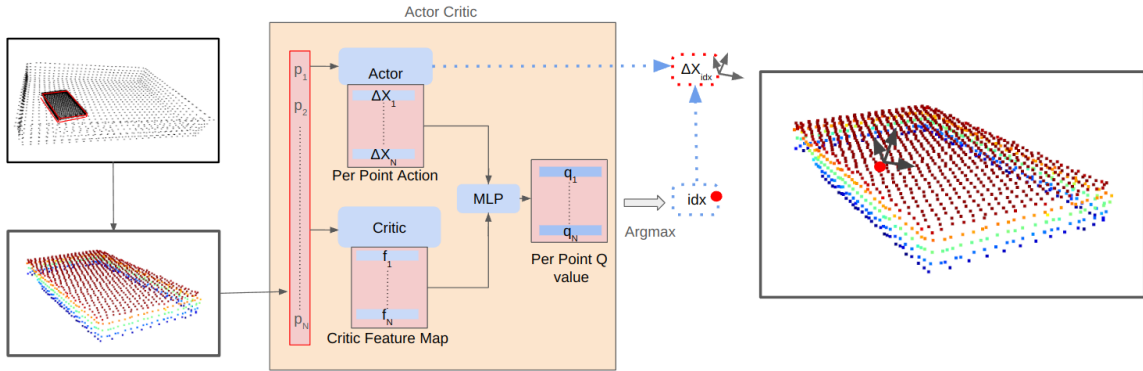 Actor Critic
p1
p2
pN
Actor
ΔX1
ΔXN
Per Point Action
Critic
f1
fN
Critic Feature Map
MLP
q1
qN
Per Point Q
value
Argmax
idx
ΔXidx